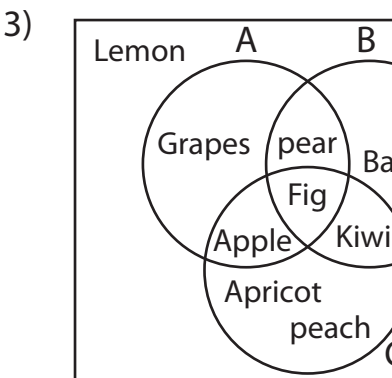 3)
Lemon A B
Grapes pear
Fig
Apple Kiwi
Apricot
peach